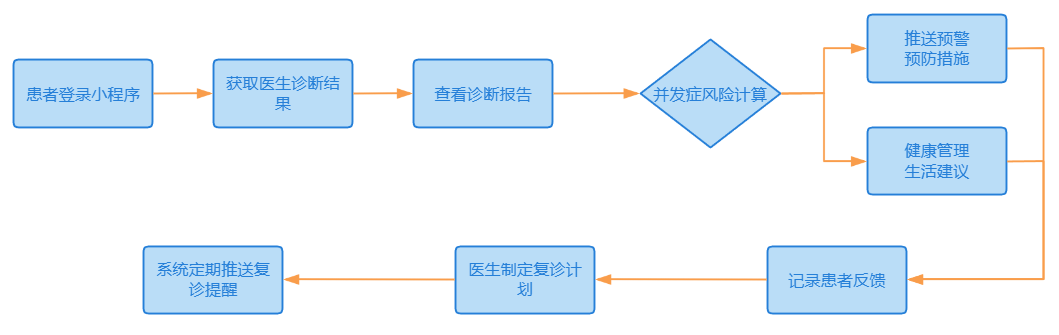 患者登录小程序
获取医生诊断结
果
查看诊断报告
并发症风险计算
推送预警
预防措施
健康管理
生活建议
记录患者反馈
医生制定复诊计
划
系统定期推送复
诊提醒